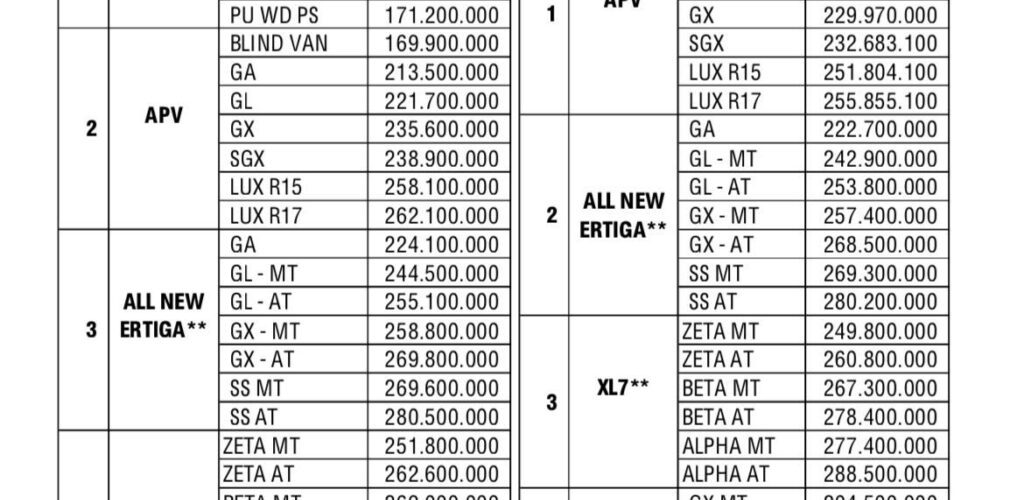 PU WD PS 171.200.000
2 APV
BLIND VAN 169.900.000
GA 213.500.000
GL 221.700.000
GX 235.600.000
SGX 238.900.000
LUX R15 258.100.000
LUX R17 262.100.000
3 ALL NEW
ERTIGA**
GA 224.100.000
GL - MT 244.500.000
GL - AT 255.100.000
GX - MT 258.800.000
GX - AT 269.800.000
SS MT 269.600.000
SS AT 280.500.000
ZETA MT 251.800.000
ZETA AT 262.600.000
1 APV
GX 229.970.000
SGX 232.683.100
LUX R15 251.804.100
LUX R17 255.855.100
2 ALL NEW
ERTIGA**
GA 222.700.000
GL - MT 242.900.000
GL - AT 253.800.000
GX - MT 257.400.000
GX - AT 268.500.000
SS MT 269.300.000
SS AT 280.200.000
3 XL7**
ZETA MT 249.800.000
ZETA AT 260.800.000
BETA MT 267.300.000
BETA AT 278.400.000
ALPHA MT 277.400.000
ALPHA AT 288.500.000